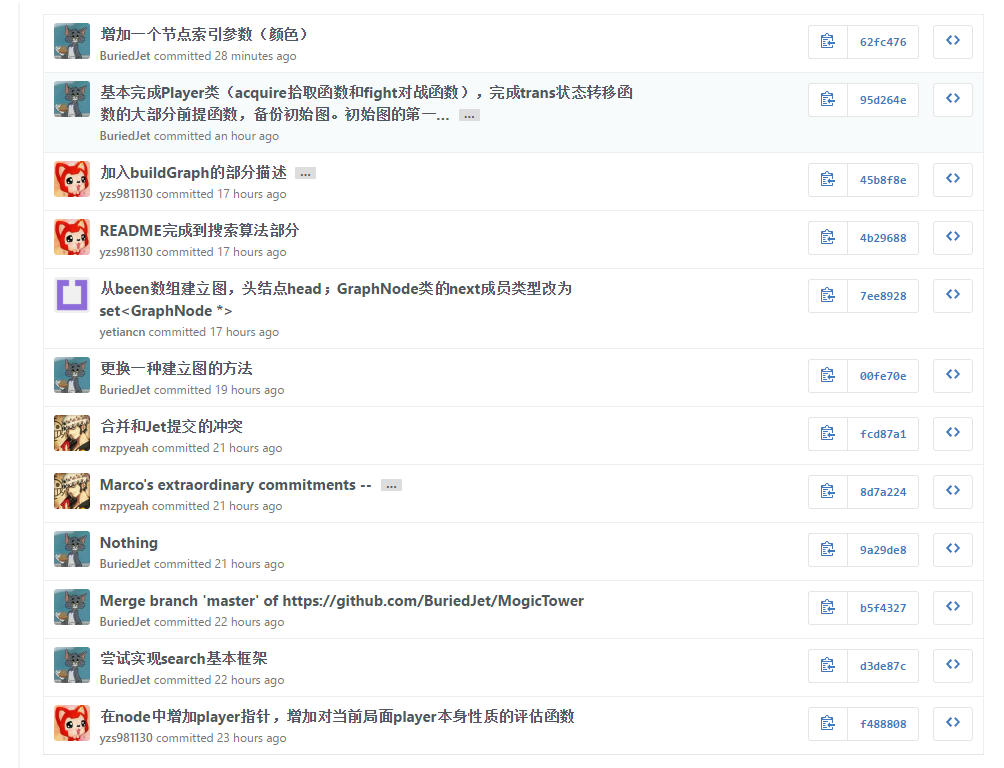 增加一个节点索引参数（颜色）
BuriedJet committed 28 minutes ago
62fc476
基本完成Player类（acquire拾取函数和fight对战函数），完成trans状态转移函
数的大部分前提函数，备份初始图。初始图的第一... …
BuriedJet committed an hour ago
95d264e
加入buildGraph的部分描述 …
yzs981130 committed 17 hours ago
45b8f8e
README完成到搜索算法部分
yzs981130 committed 17 hours ago
4b29688
从been数组建立图，头结点head；GraphNode类的next成员类型改为
set<GraphNode *>
yetiancn committed 17 hours ago
7ee8928
更换一种建立图的方法
BuriedJet committed 19 hours ago
00fe70e
合并和Jet提交的冲突
mzpyeah committed 21 hours ago
fcd87a1
Marco's extraordinary commitments -- …
mzpyeah committed 21 hours ago
8d7a224
Nothing
BuriedJet committed 21 hours ago
9a29de8
Merge branch 'master' of https://github.com/BuriedJet/MogicTower
BuriedJet committed 22 hours ago
b5f4327
尝试实现search基本框架
BuriedJet committed 22 hours ago
d3de87c
在node中增加player指针，增加对当前局面player本身性质的评估函数
yzs981130 committed 23 hours ago
f488808